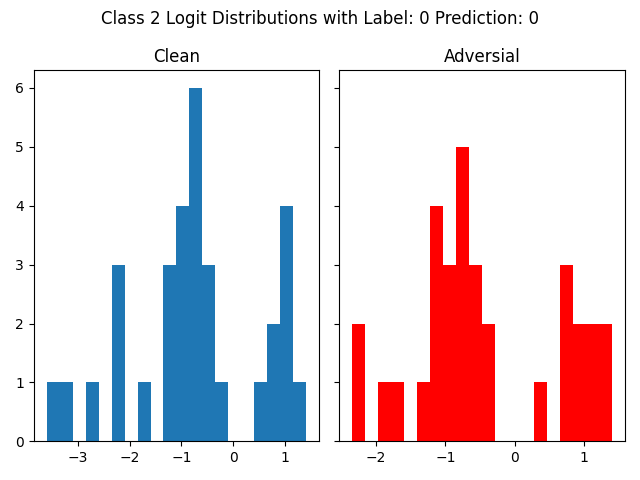 Class 2 Logit Distributions with Label: 0 Prediction: 0
Clean
Adversial
6
5
4
3
2
1
0
−3 −2 −1 0 1
−2 −1 0 1